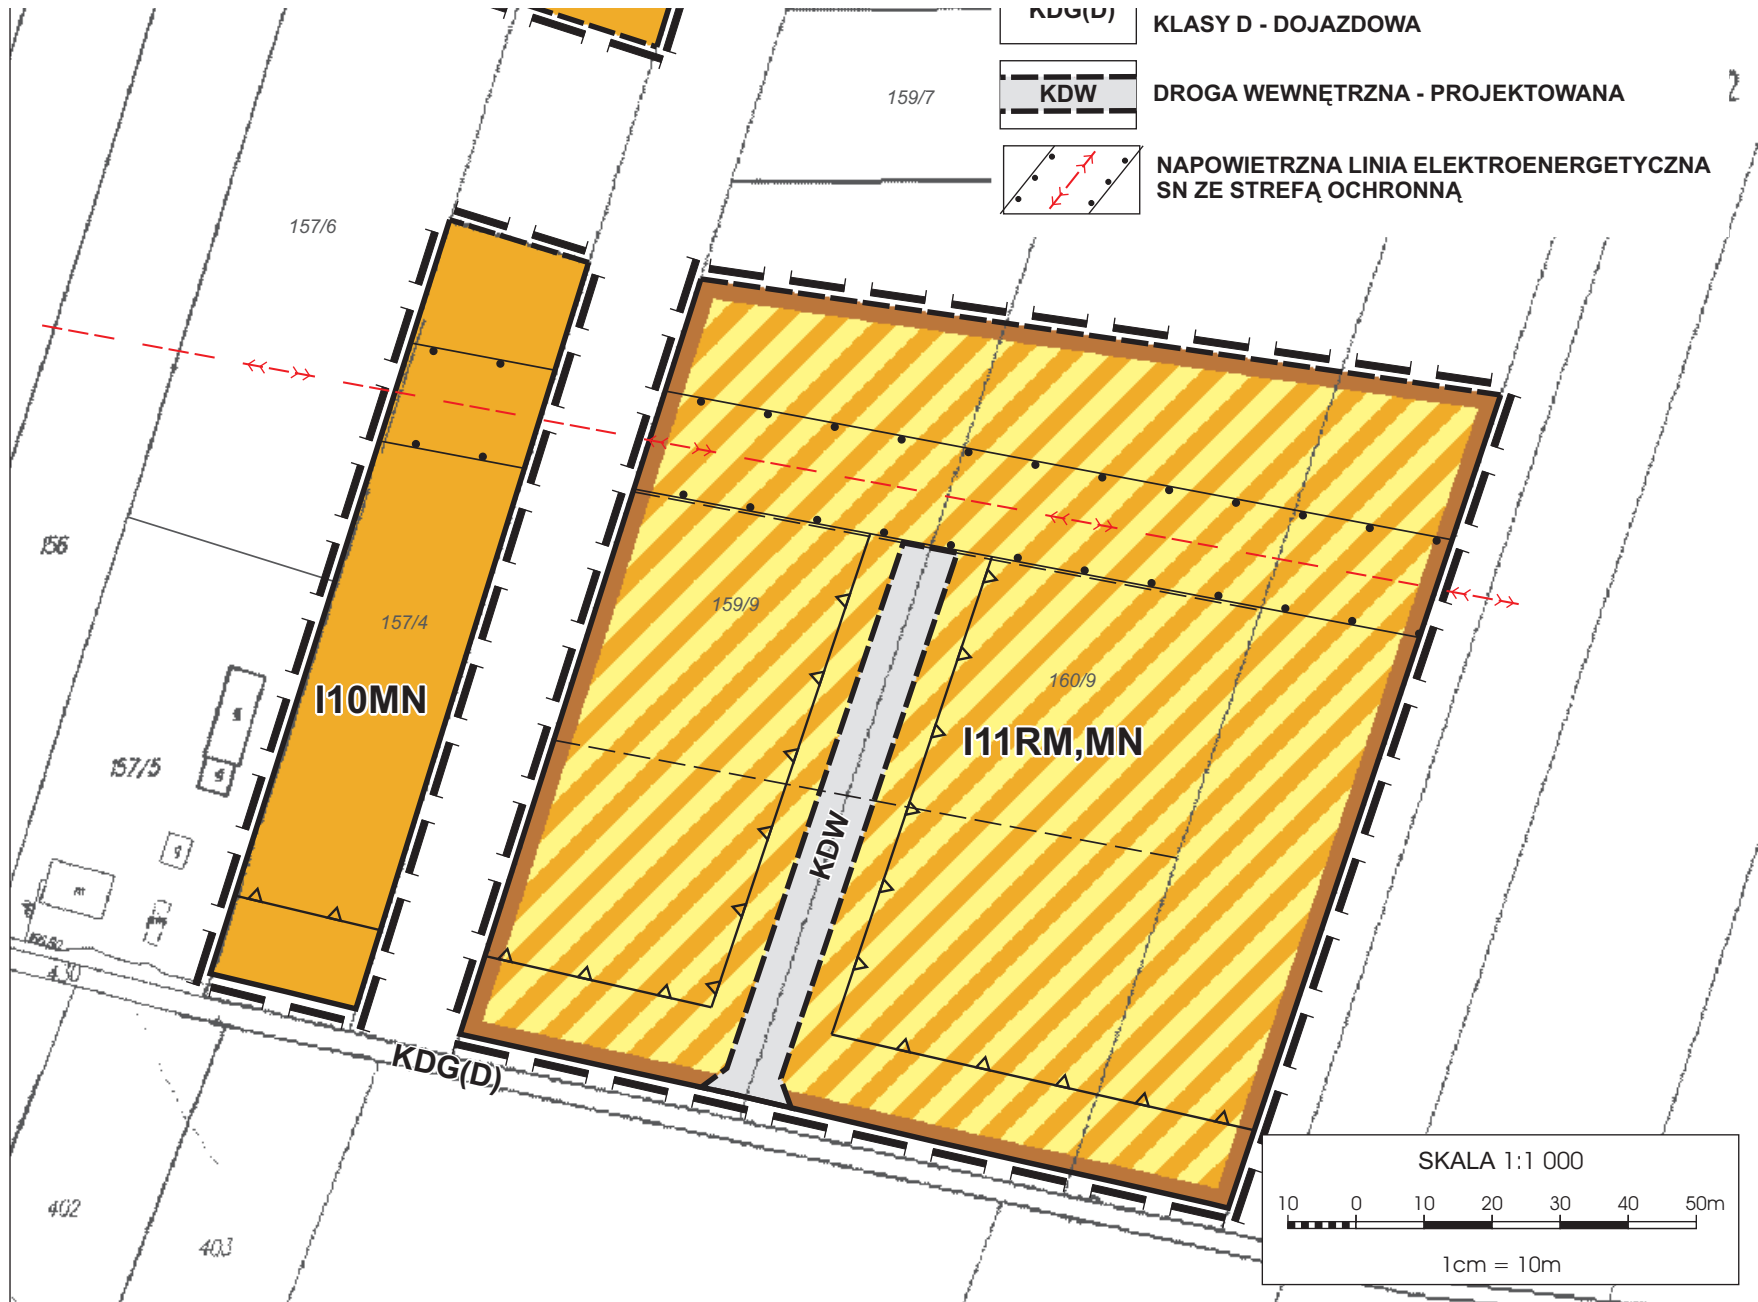 KDG(D)
KLASY D - DOJAZDOWA
KDW
DROGA WEWNĘTRZNA - PROJEKTOWANA
NAPOWIETRZNA LINIA ELEKTROENERGETYCZNA
SN ZE STREFĄ OCHRONNĄ
159/7
2
157/6
156
157/4
I10MN
157/5
159/9
160/9
I11RM,MN
KDW
430
KDG(D)
402
403
SKALA 1:1 000
10 0 10 20 30 40 50m
1cm = 10m